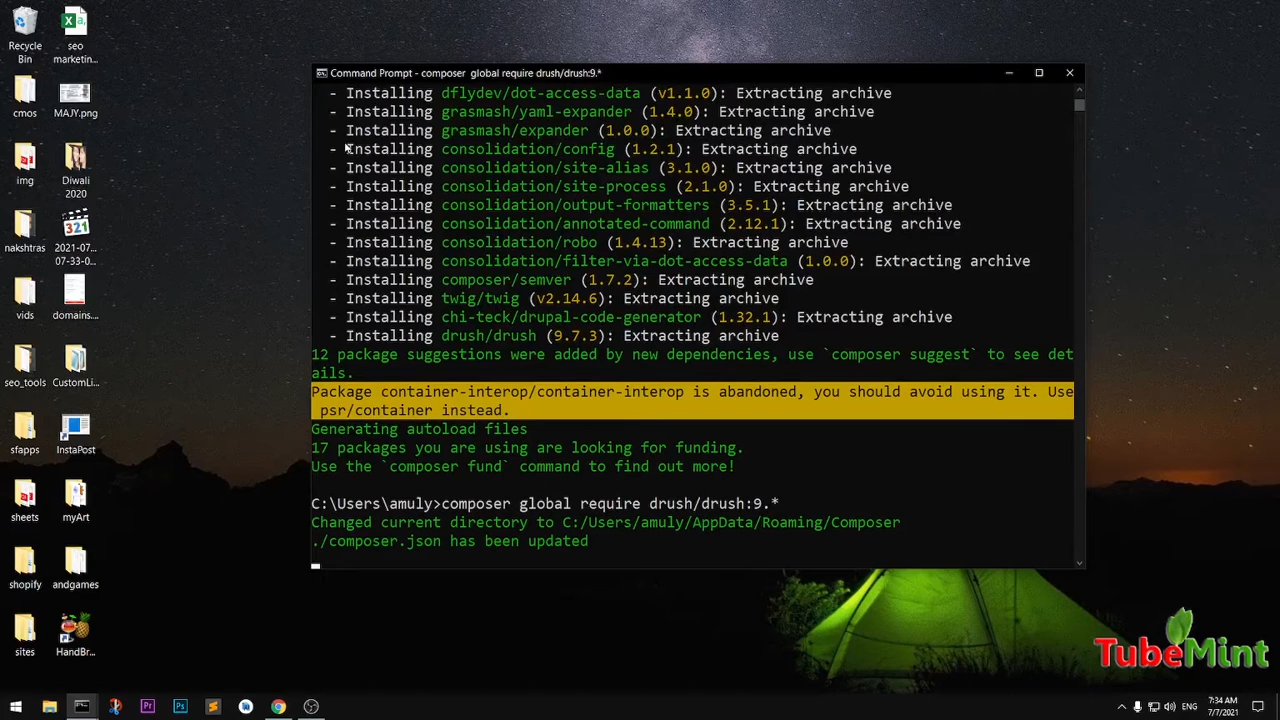 Recycle
Bin
seo
marketin...
cmos
MAJY.png
img
Diwali
2020
nakshtras
321
2021-07...
07-33-0...
vids
domains...
seo_tools
CustomLi...
sfapps
InstaPost
sheets
myArt
shopify
andgames
sites
HandBr...
Command Prompt - composer  global require drush/drush:9.*
- Installing dflydev/dot-access-data (v1.1.0): Extracting archive
- Installing grasmash/yaml-expander (1.4.0): Extracting archive
- Installing grasmash/expander (1.0.0): Extracting archive
- Installing consolidation/config (1.2.1): Extracting archive
- Installing consolidation/site-alias (3.1.0): Extracting archive
- Installing consolidation/site-process (2.1.0): Extracting archive
- Installing consolidation/output-formatters (3.5.1): Extracting archive
- Installing consolidation/annotated-command (2.12.1): Extracting archive
- Installing consolidation/robo (1.4.13): Extracting archive
- Installing consolidation/filter-via-dot-access-data (1.0.0): Extracting archive
- Installing composer/semver (1.7.2): Extracting archive
- Installing twig/twig (v2.14.6): Extracting archive
- Installing chi-teck/drupal-code-generator (1.32.1): Extracting archive
- Installing drush/drush (9.7.3): Extracting archive
12 package suggestions were added by new dependencies, use `composer suggest` to see det
ails.
Package container-interop/container-interop is abandoned, you should avoid using it. Use
psr/container instead.
Generating autoload files
17 packages you are using are looking for funding.
Use the `composer fund` command to find out more!
C:\Users\amuly>composer global require drush/drush:9.*
Changed current directory to C:/Users/amuly/AppData/Roaming/Composer
./composer.json has been updated
TubeMint
Pr
Ps
ENG
7:34 AM
7/7/2021